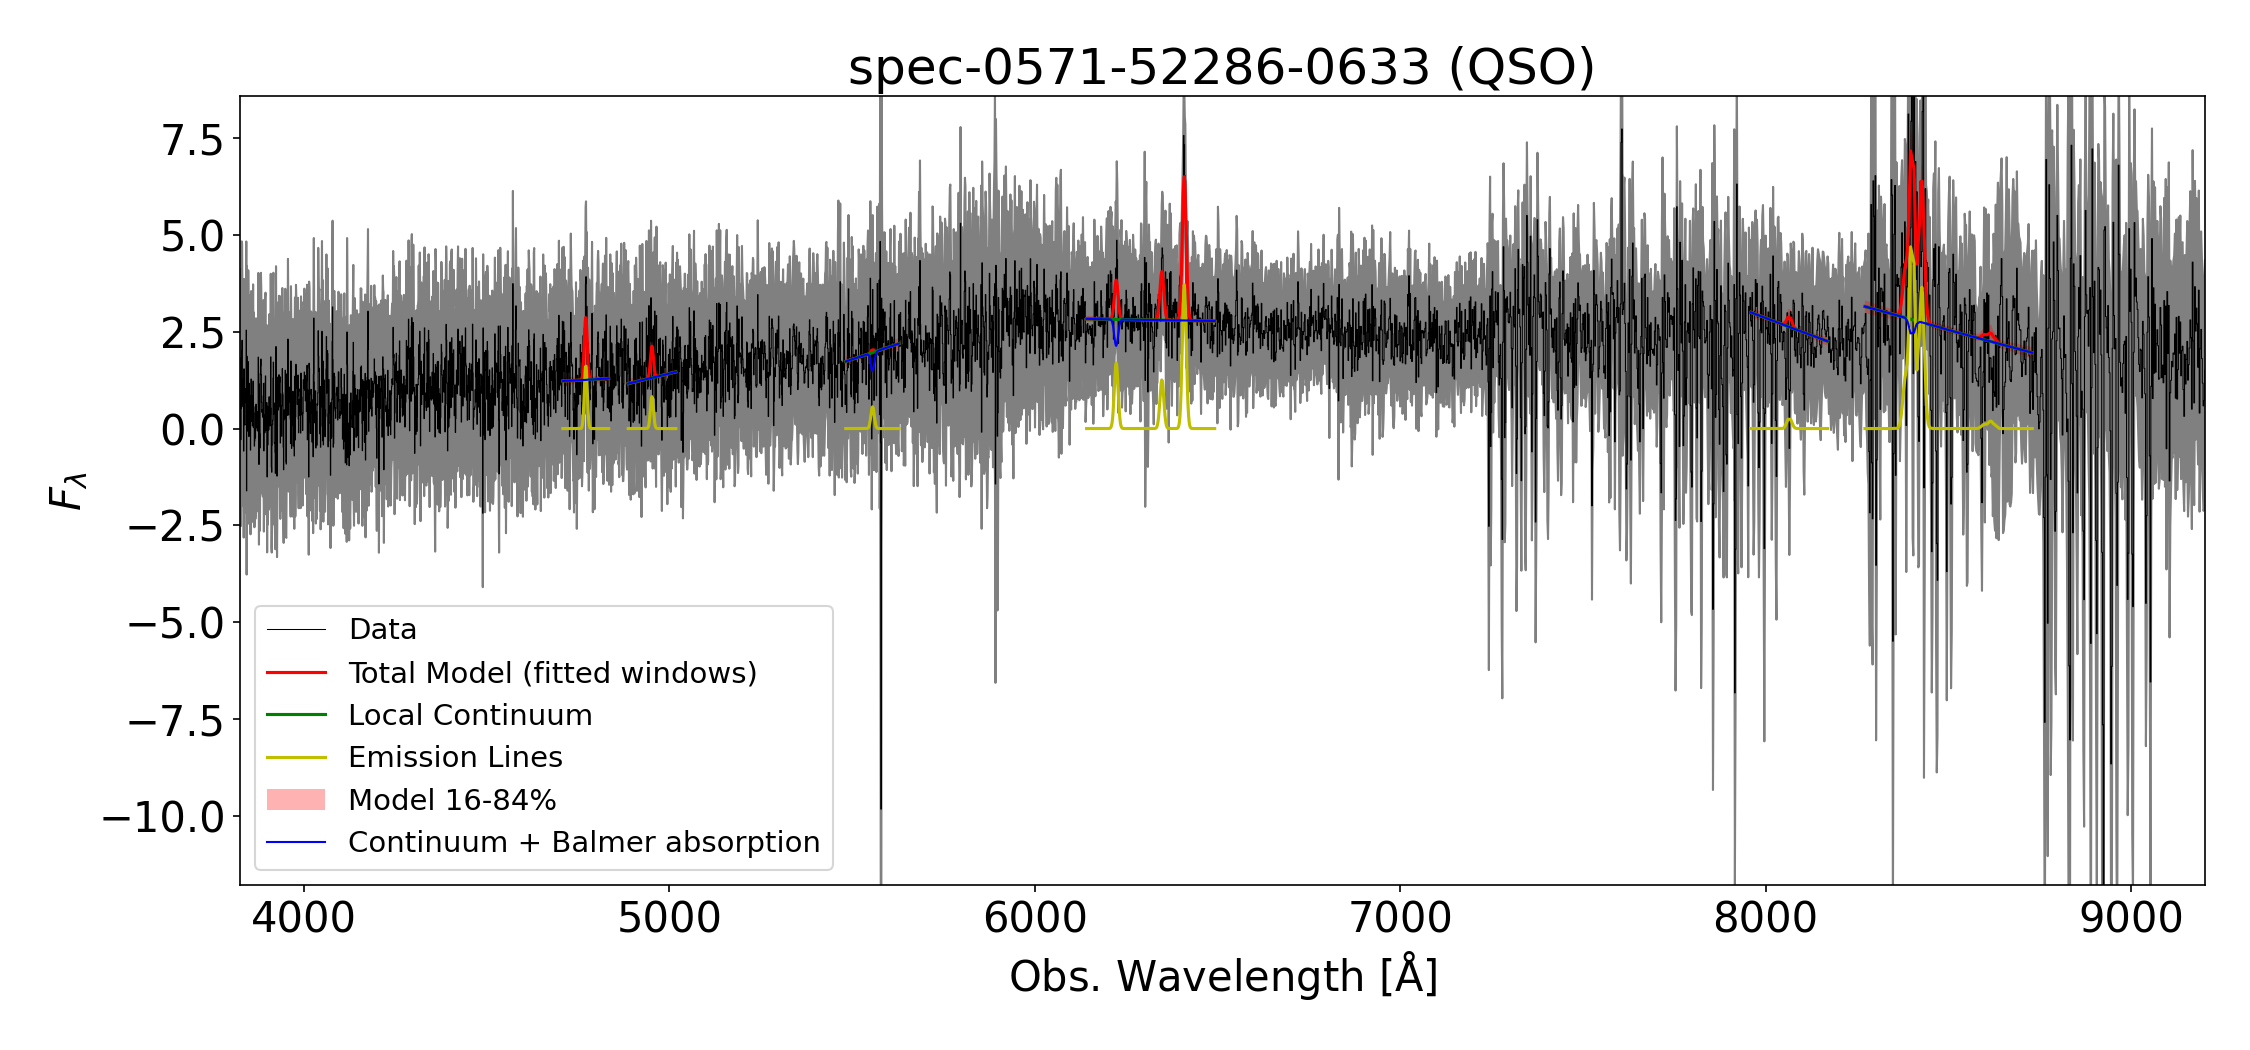 spec-0571-52286-0633 (QSO)
7.5
5.0
2.5
0.0
−2.5
−5.0
−7.5
−10.0
Fλ
Data
Total Model (fitted windows)
Local Continuum
Emission Lines
Model 16-84%
Continuum + Balmer absorption
4000 5000 6000 7000 8000 9000
Obs. Wavelength [Å]